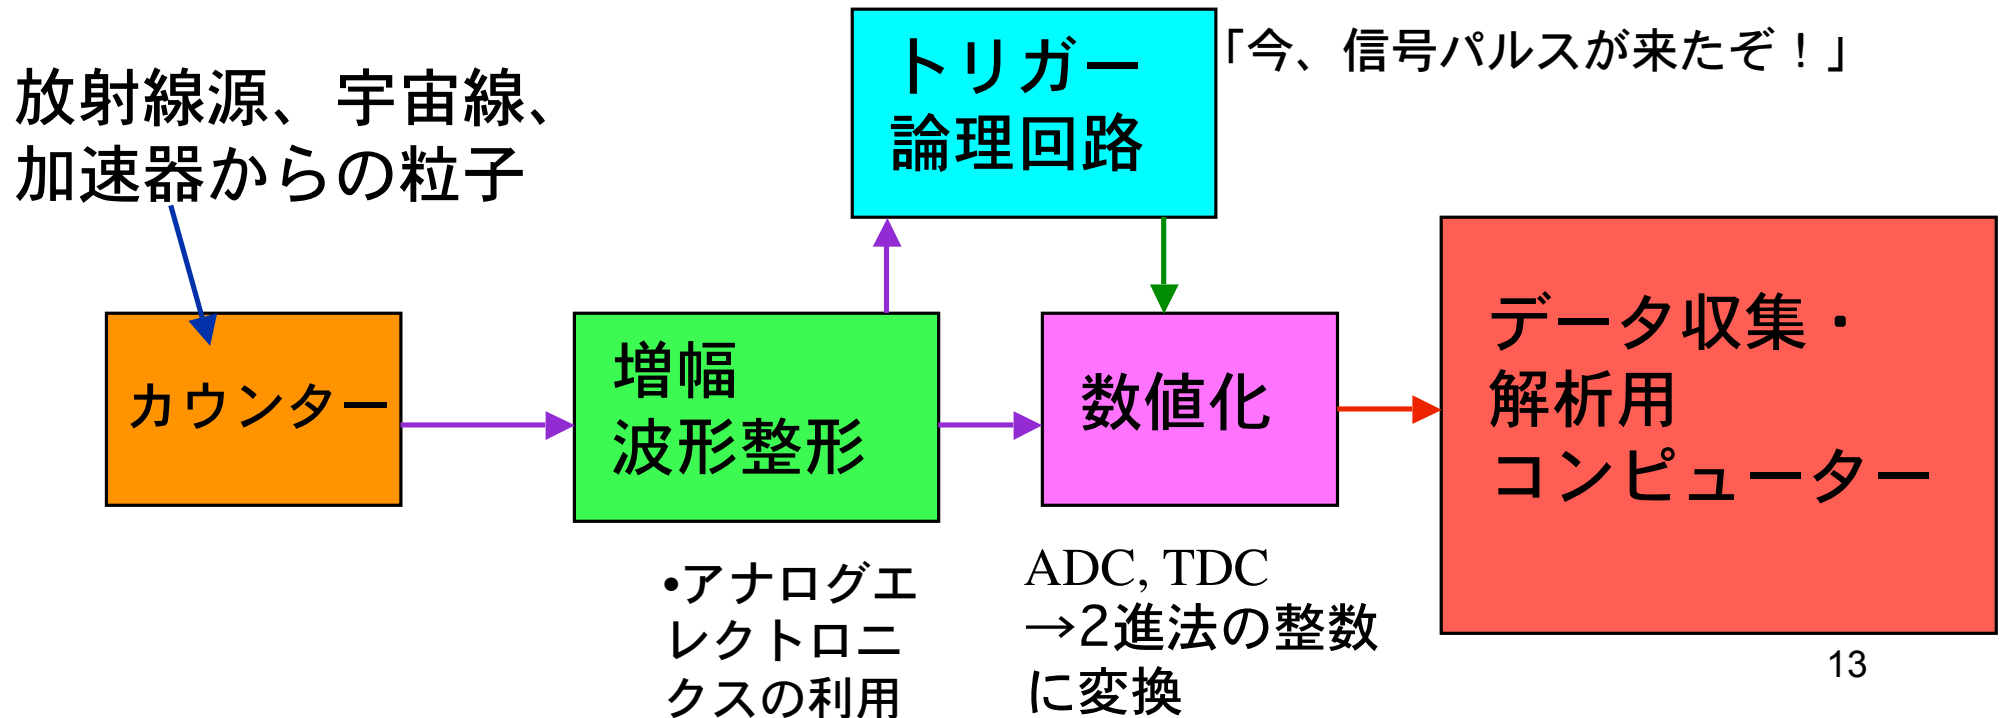 放射線源、宇宙線、
加速器からの粒子
トリガー
論理回路
「今、信号パルスが来たぞ！」
カウンター
増幅
波形整形
数値化
データ収集・
解析用
コンピューター
•アナログエ
レクトロニ
クスの利用
ADC, TDC
→2進法の整数
に変換
13